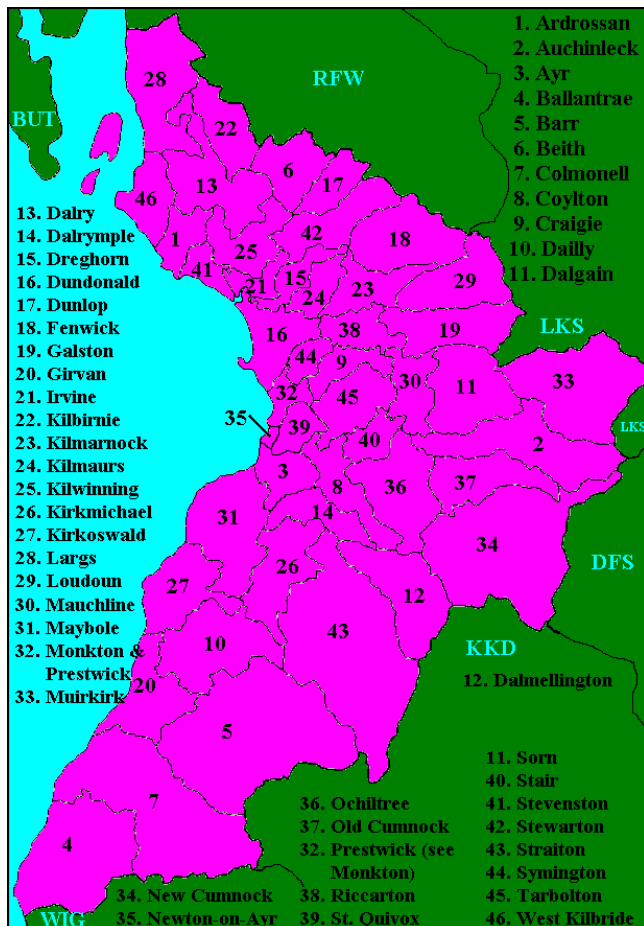 1. Ardrossan
2. Auchinleck
3. Ayr
4. Ballantrae
5. Barr
6. Beith
7. Colmonell
8. Coylton
9. Craigie
10. Dailly
11. Dalgain
RFW
BUT
28
22
6
17
13
46
42
18
1
25
41
21
15
24
23
29
13. Dalry
14. Dalrymple
15. Dreghorn
16. Dundonald
17. Dunlop
18. Fenwick
19. Galston
20. Girvan
21. Irvine
22. Kilbirnie
23. Kilmarnock
24. Kilmaurs
25. Kilwinning
26. Kirkmichael
27. Kirkoswald
28. Largs
29. Loudoun
30. Mauchline
31. Maybole
32. Monkton &
Prestwick
33. Muirkirk
LKS
16
38
19
44
9
30
11
33
32
45
35
39
40
2
LKS
3
8
36
37
31
14
34
DFS
26
27
12
43
10
20
KKD
12. Dalmellington
5
7
4
11. Sorn
40. Stair
41. Stevenston
42. Stewarton
43. Straiton
44. Symington
45. Tarbolton
46. West Kilbride
36. Ochiltree
37. Old Cumnock
32. Prestwick (see
Monkton)
38. Riccarton
39. St. Quivox
34. New Cumnock
35. Newton-on-Ayr
WIG